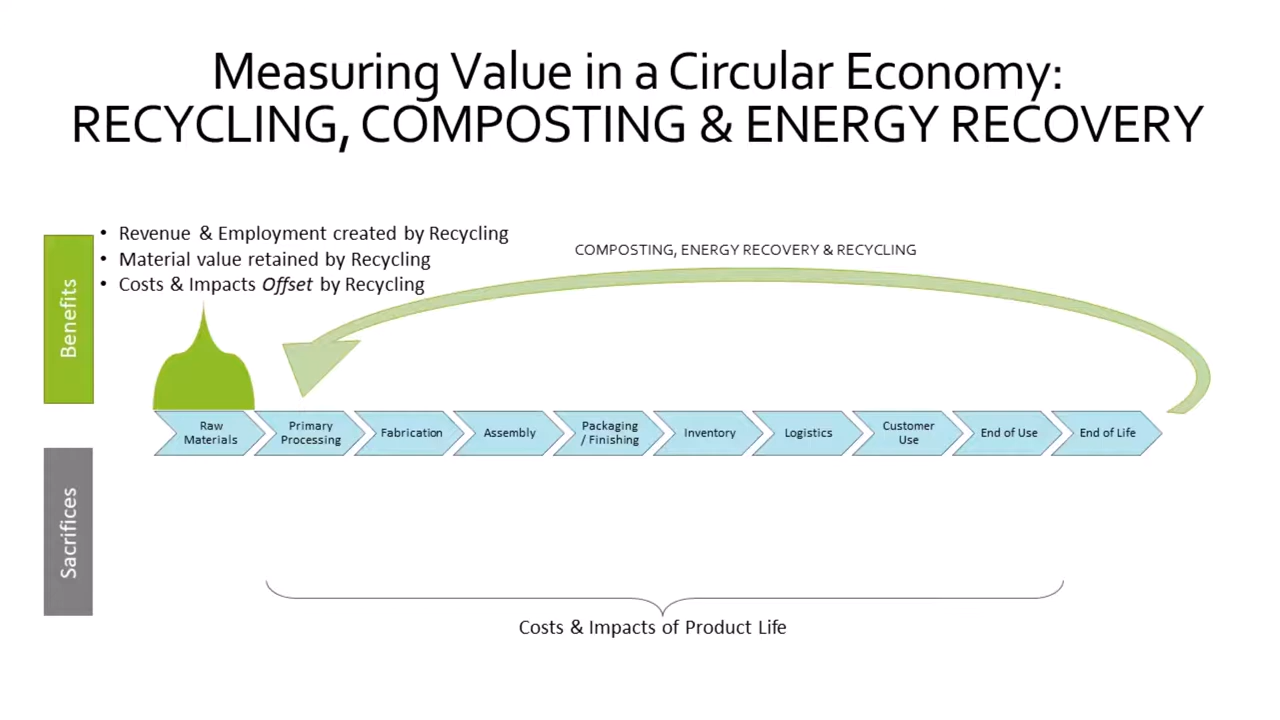 Measuring Value in a Circular Economy:
RECYCLING, COMPOSTING & ENERGY RECOVERY
• Revenue & Employment created by Recycling
• Material value retained by Recycling
• Costs & Impacts Offset by Recycling
COMPOSTING, ENERGY RECOVERY & RECYCLING
Benefits
Raw
Materials
Primary
Processing
Fabrication
Assembly
Packaging
/ Finishing
Inventory
Logistics
Customer
Use
End of Use
End of Life
Sacrifices
Costs & Impacts of Product Life